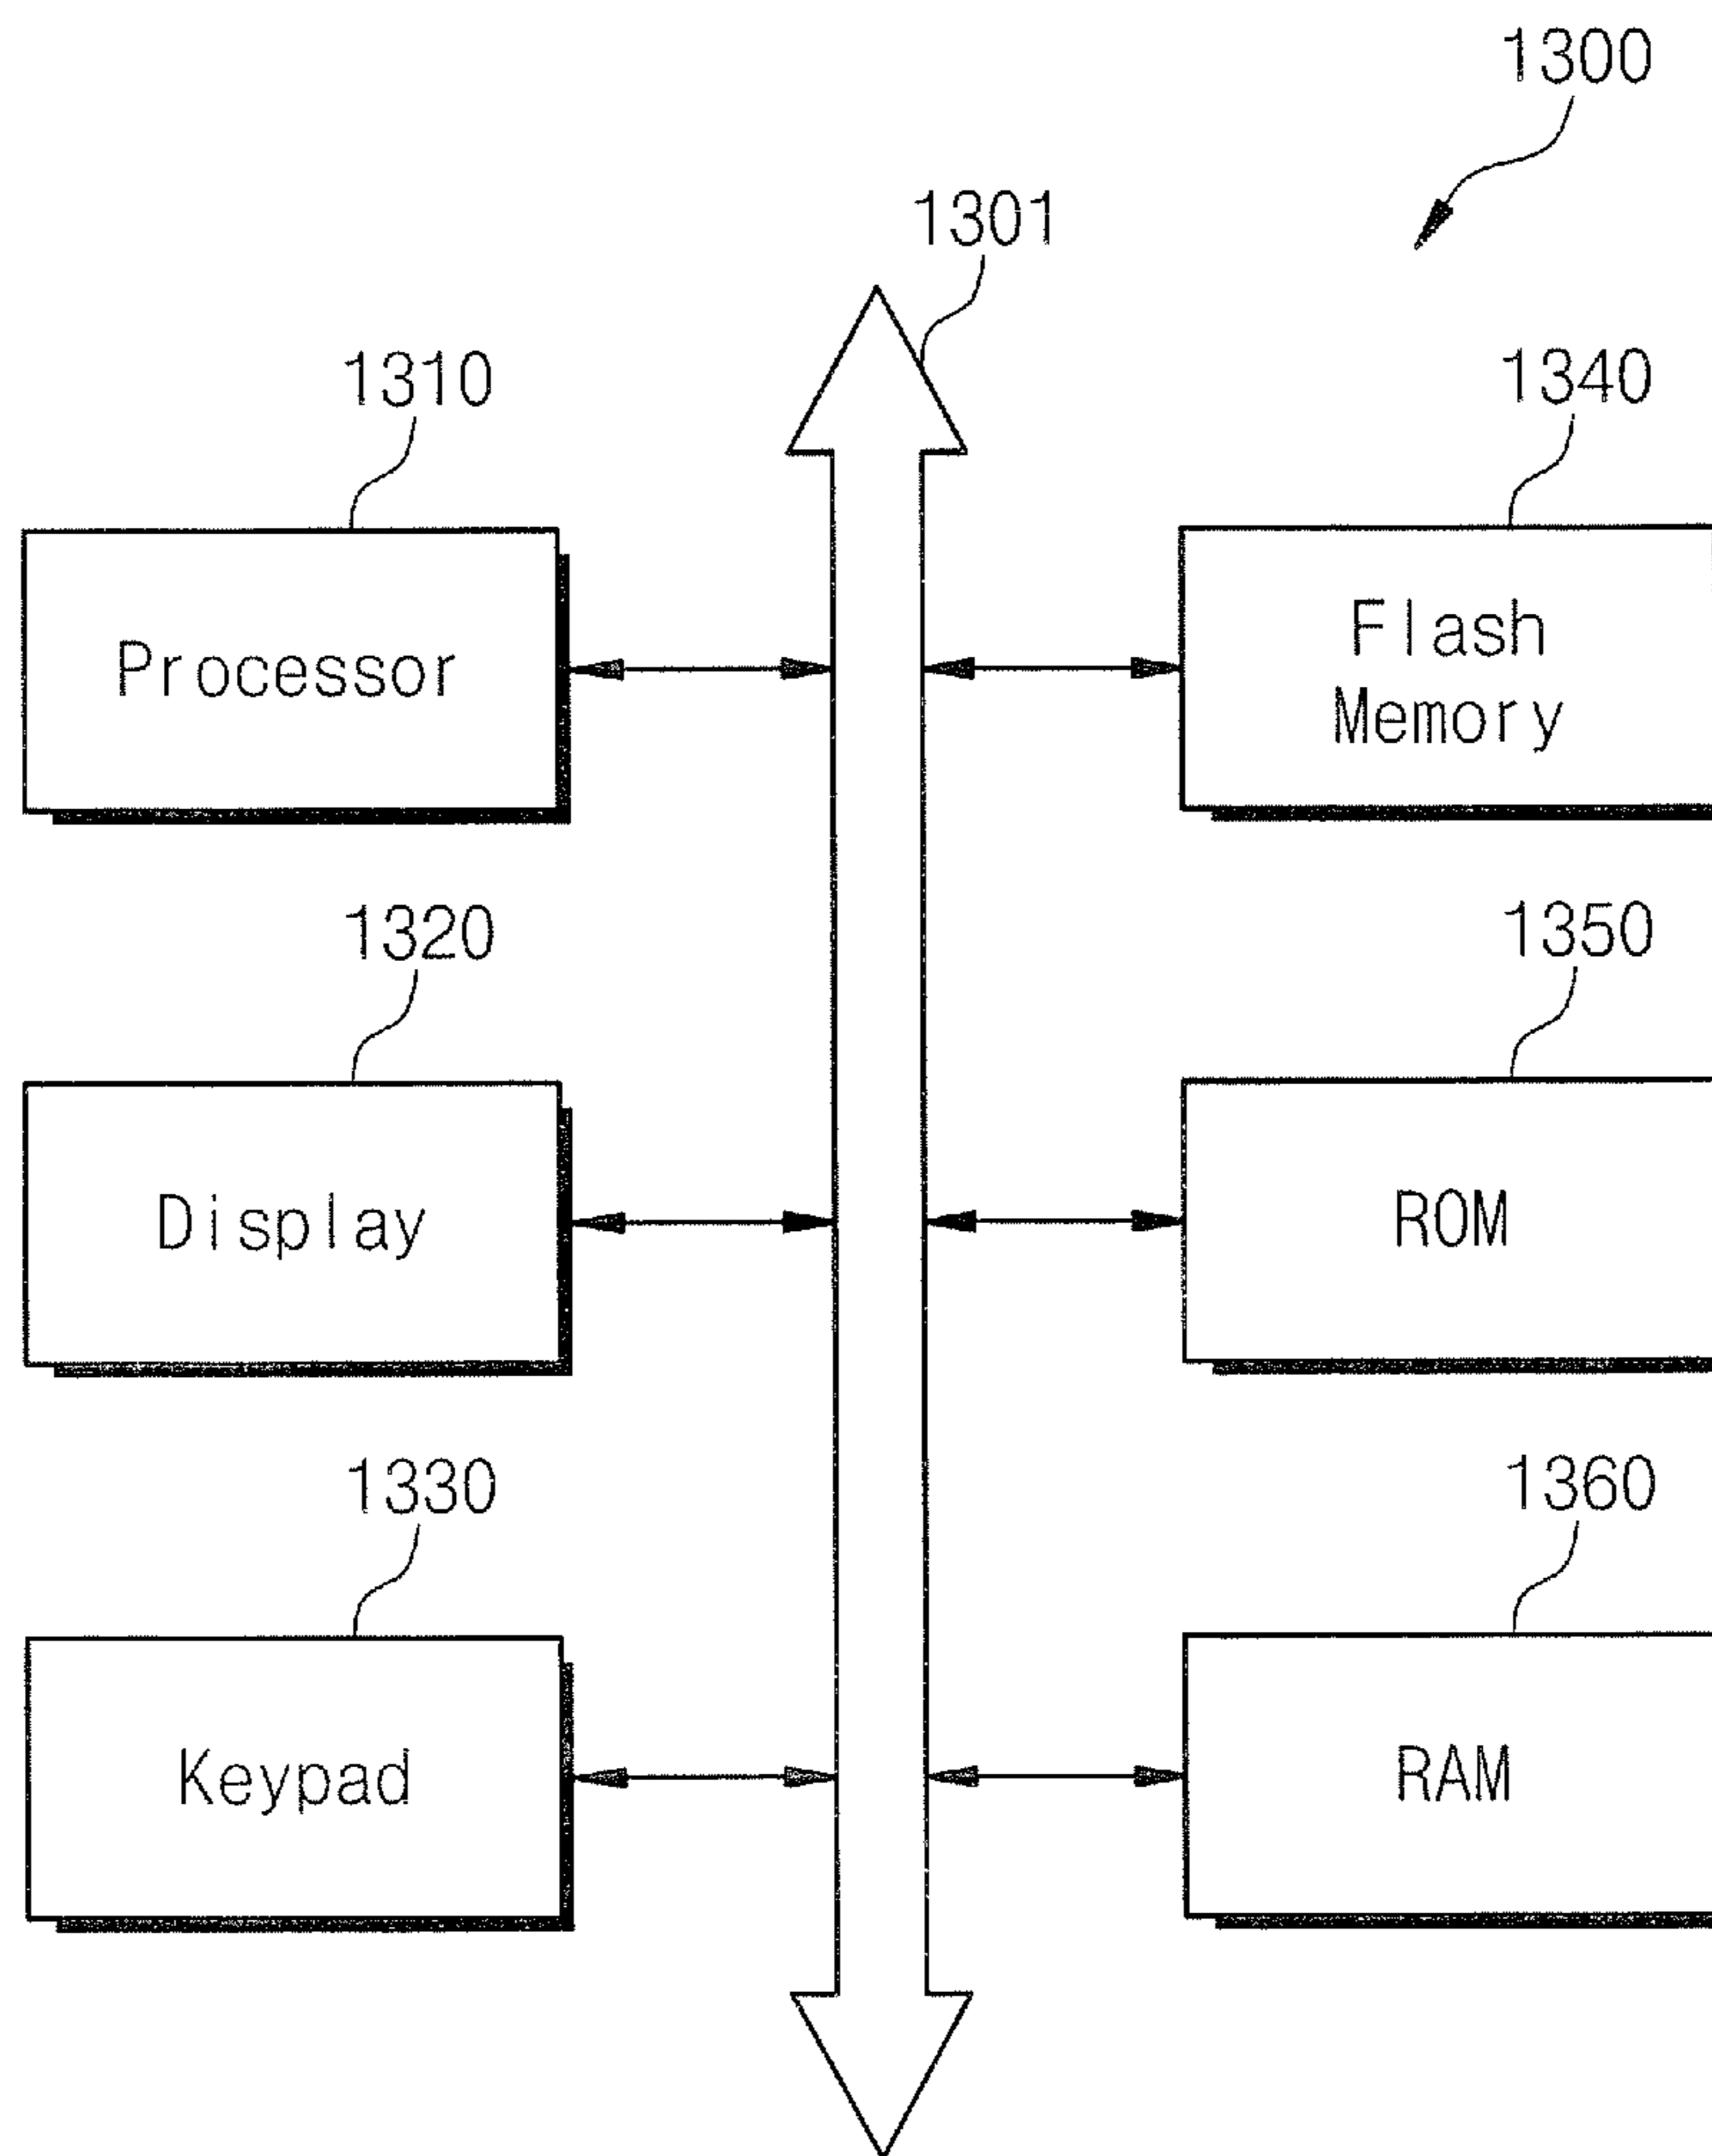 1300
1301
1310
1340
Processor
Flash
Memory
1320
1350
Display
ROM
1330
1360
Keypad
RAM